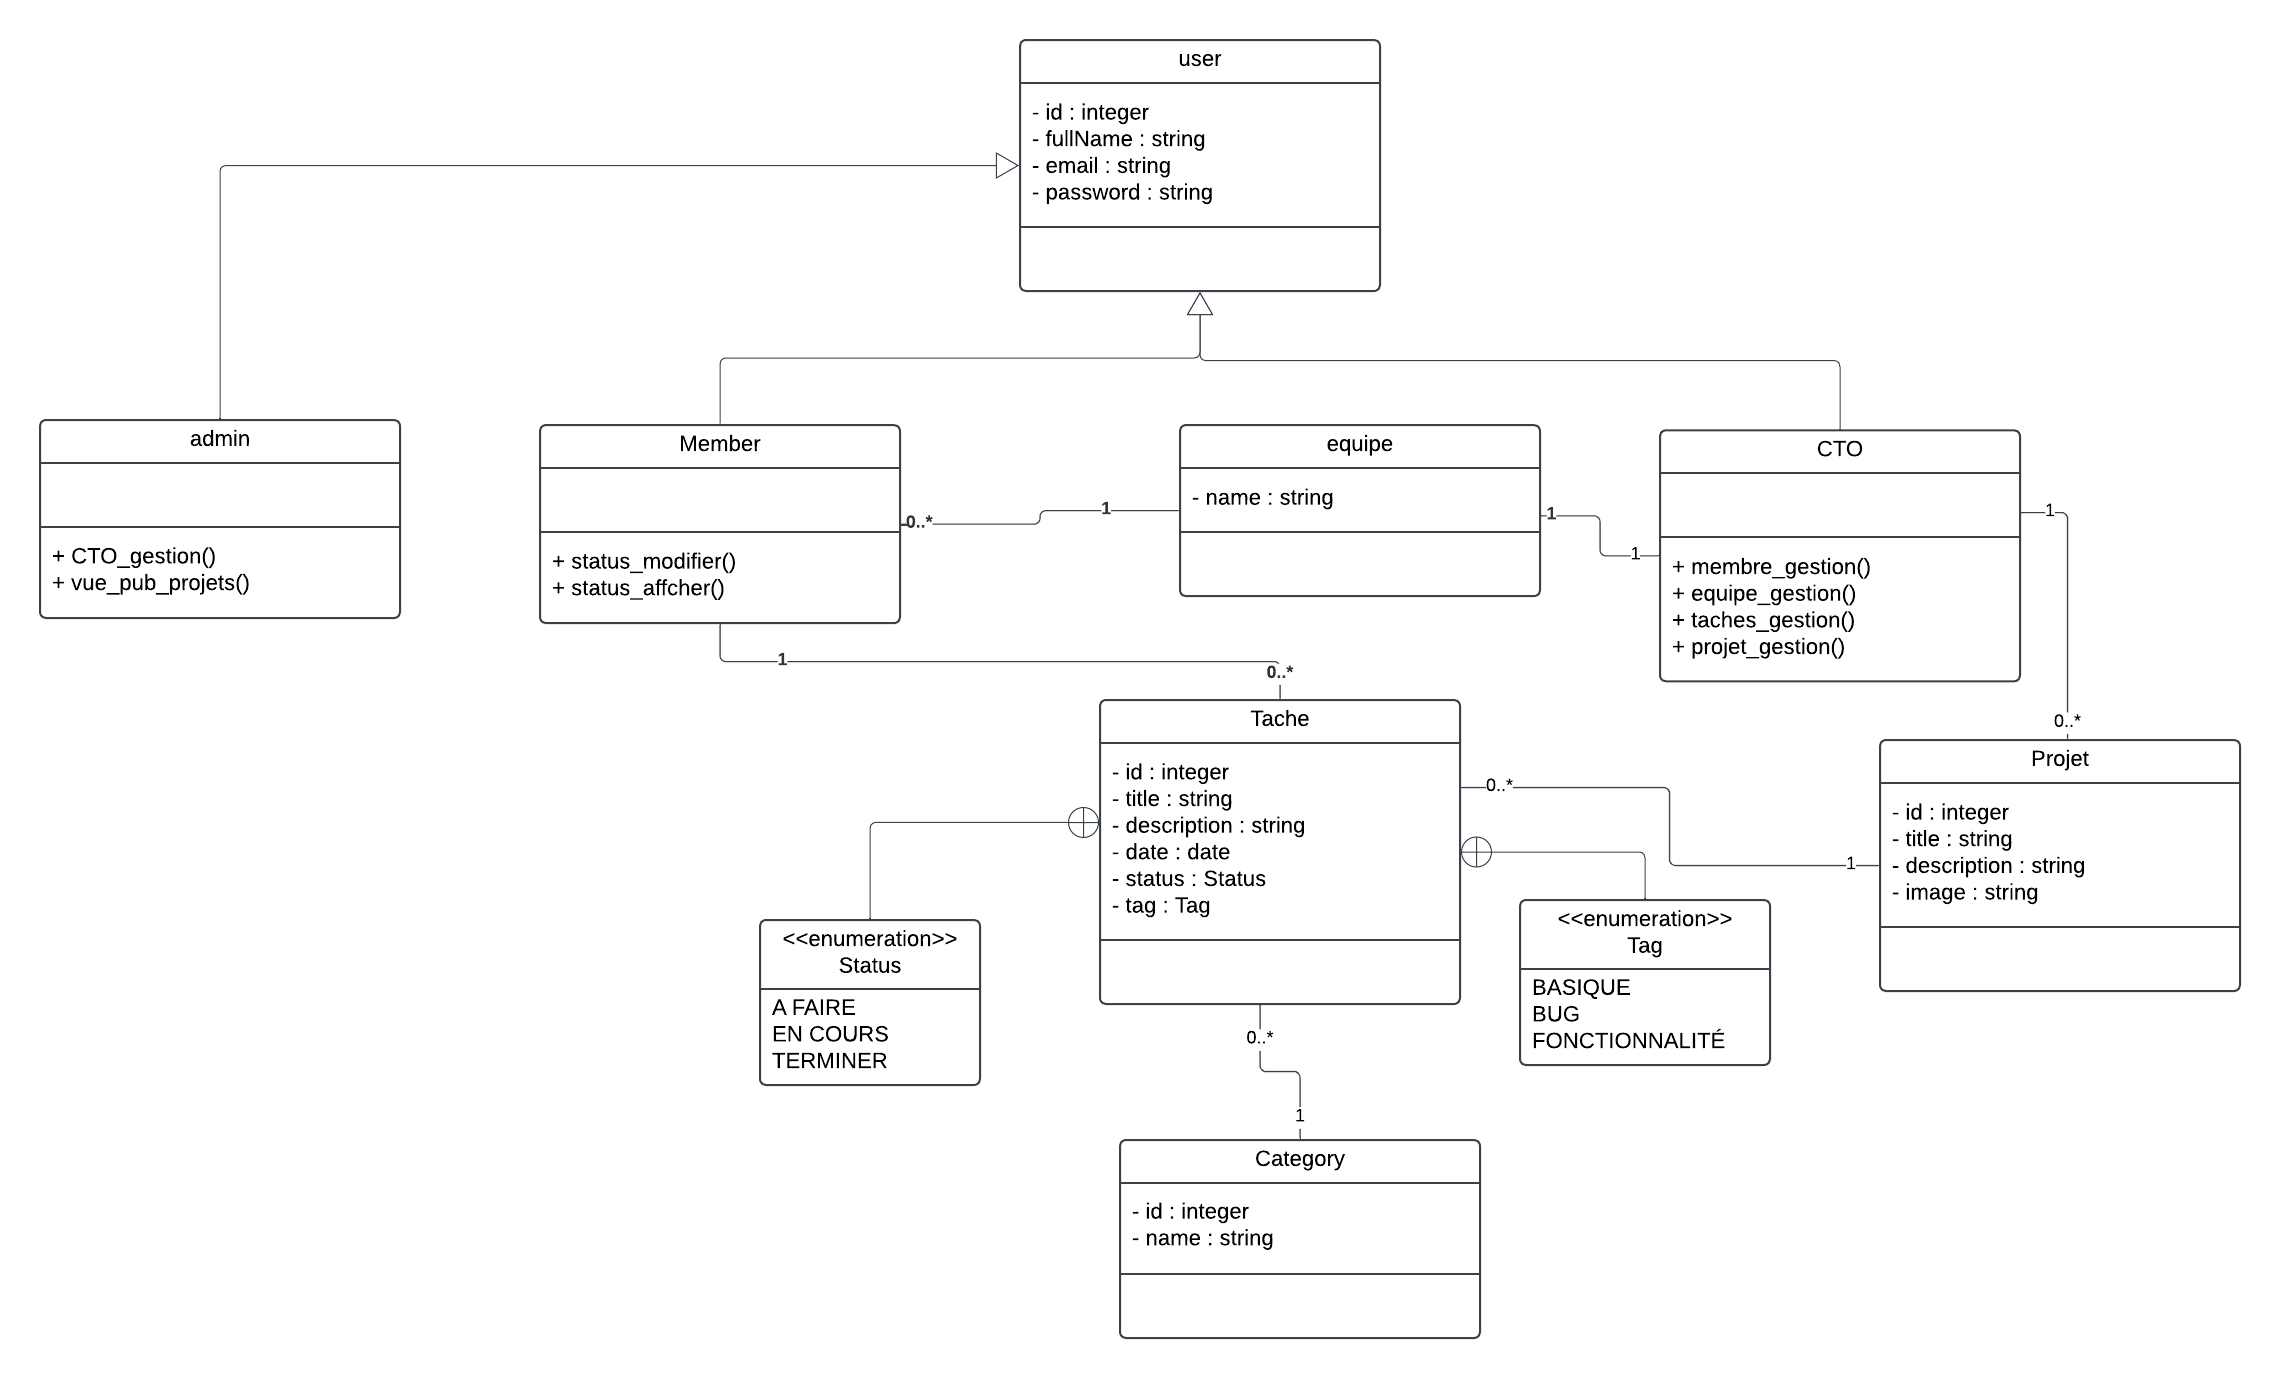 user
- id : integer
- fullName : string
- email : string
- password : string
admin
+ CTO_gestion()
+ vue_pub_projets()
Member
+ status_modifier()
+ status_affcher()
equipe
- name : string
CTO
+ membre_gestion()
+ equipe_gestion()
+ taches_gestion()
+ projet_gestion()
0..*
1
1
1
1
0..*
1
0..*
Tache
- id : integer
- title : string
- description : string
- date : date
- status : Status
- tag : Tag
0..*
1
Projet
- id : integer
- title : string
- description : string
- image : string
<<enumeration>>
Status
A FAIRE
EN COURS
TERMINER
<<enumeration>>
Tag
BASIQUE
BUG
FONCTIONNALITÉ
0..*
1
Category
- id : integer
- name : string